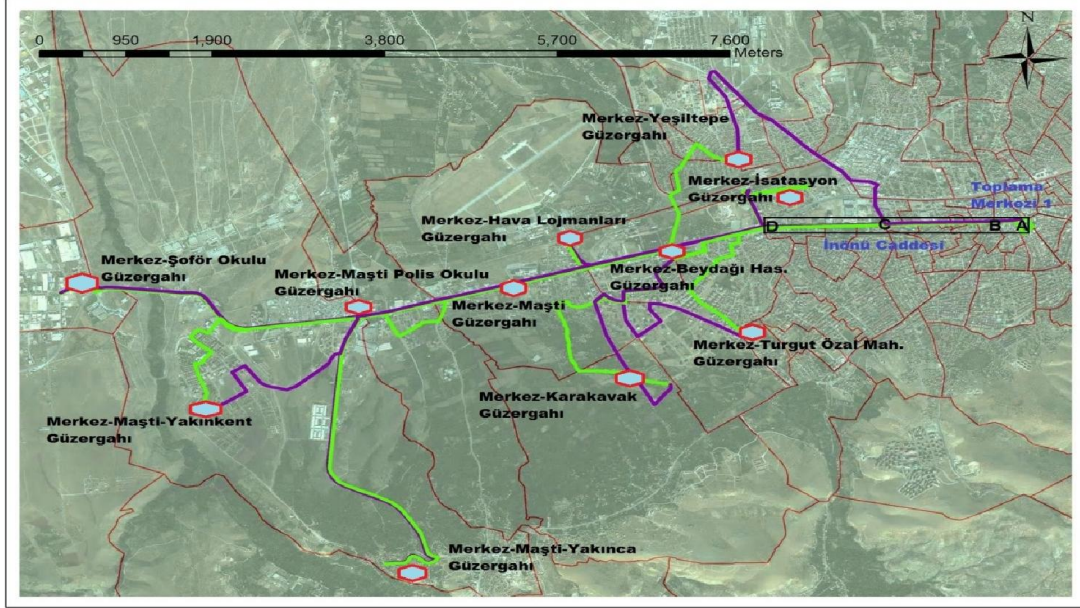 0 950 1,900 3,800 5,700 7,600
Meters
N
Merkez-Yeşiltepe
Güzergahı
Merkez-İsatasyon
Güzergahı
Toplama
Merkezi 1
Merkez-Hava Lojmanları
Güzergahı
D C B A
İnönü Caddesi
Merkez-Şoför Okulu
Güzergahı
Merkez-Maşti Polis Okulu
Güzergahı
Merkez-Beydağı Has.
Güzergahı
Merkez-Maşti
Güzergahı
Merkez-Turgut Özal Mah.
Güzergahı
Merkez-Karakavak
Güzergahı
Merkez-Maşti-Yakınkent
Güzergahı
Merkez-Maşti-Yakınca
Güzergahı